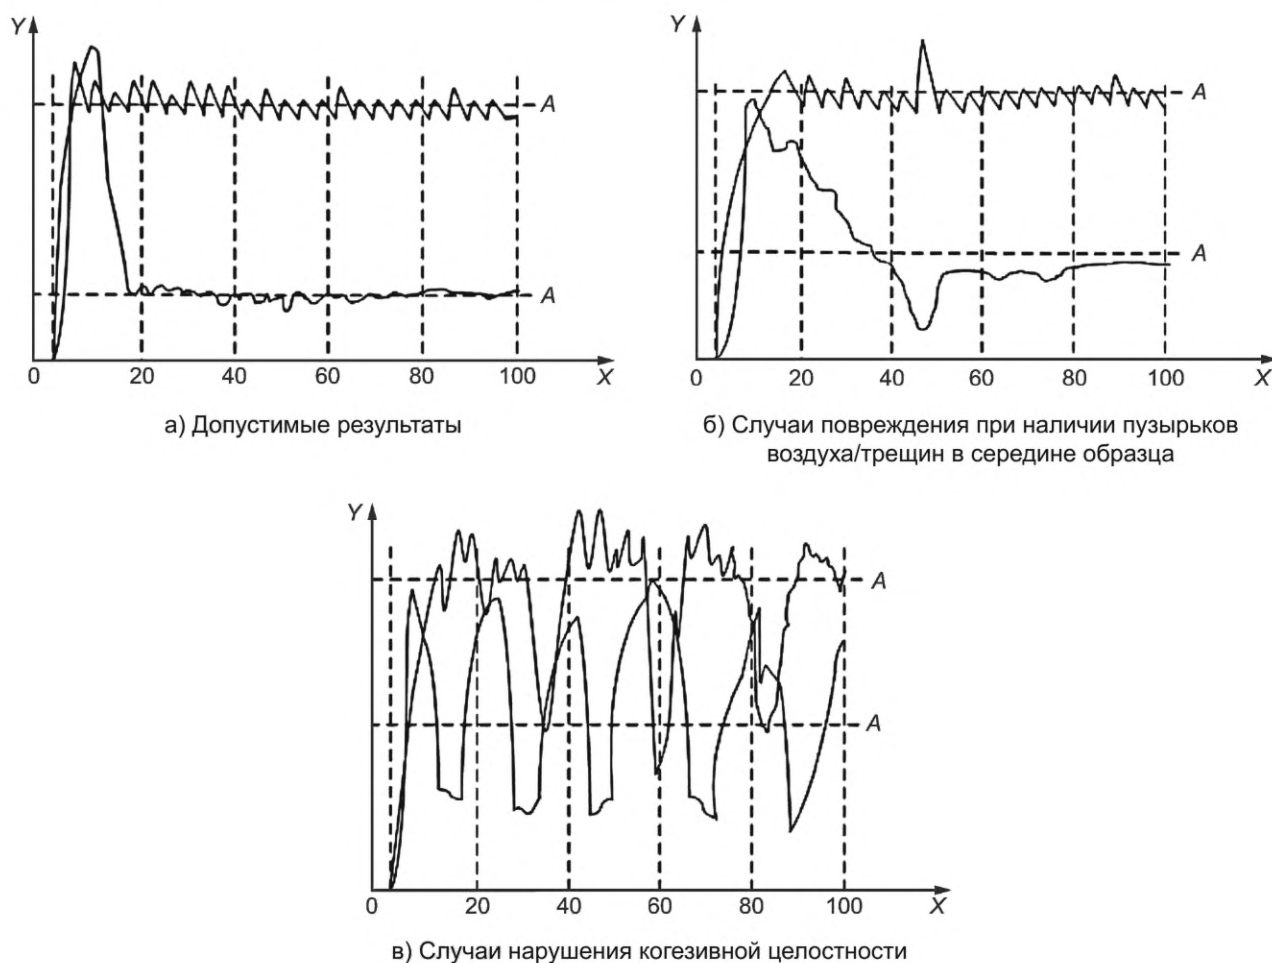 Y
A
A
0 20 40 60 80 100 X
а) Допустимые результаты
Y
A
A
0 20 40 60 80 100 X
б) Случаи повреждения при наличии пузырьков
воздуха/трещин в середине образца
Y
A
A
0 20 40 60 80 100 X
в) Случаи нарушения когезивной целостности